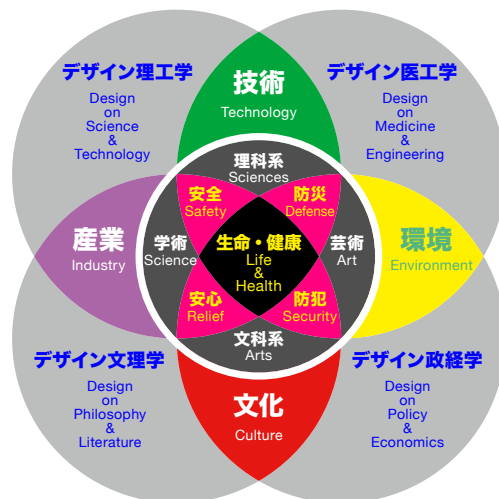 デザイン理工学
Design
on
Science
&
Technology
技術
Technology
デザイン医工学
Design
on
Medicine
&
Engineering
理科系
Sciences
安全
Safety
防災
Defense
産業
Industry
学術
Science
生命・健康
Life
&
Health
芸術
Art
環境
Environment
安心
Relief
防犯
Security
文科系
Arts
デザイン文理学
Design
on
Philosophy
&
Literature
文化
Culture
デザイン政経学
Design
on
Policy
&
Economics